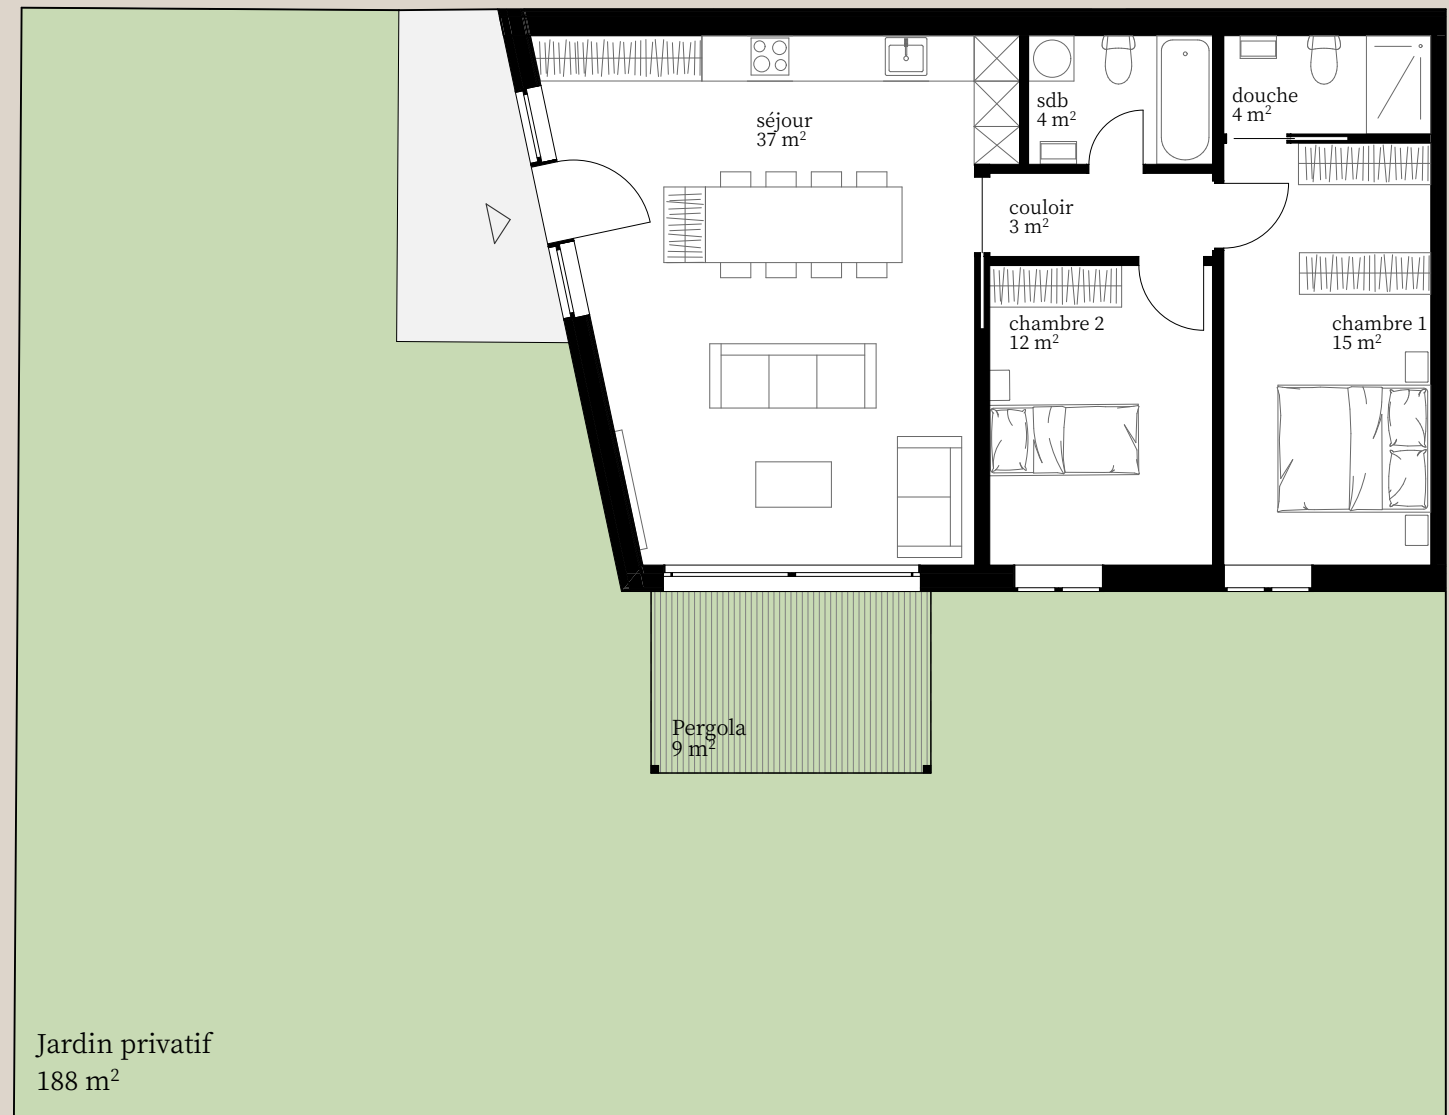 séjour
37 m²
sdb
4 m²
douche
4 m²
couloir
3 m²
chambre 2
12 m²
chambre 1
15 m²
Pergola
9 m²
Jardin privatif
188 m²